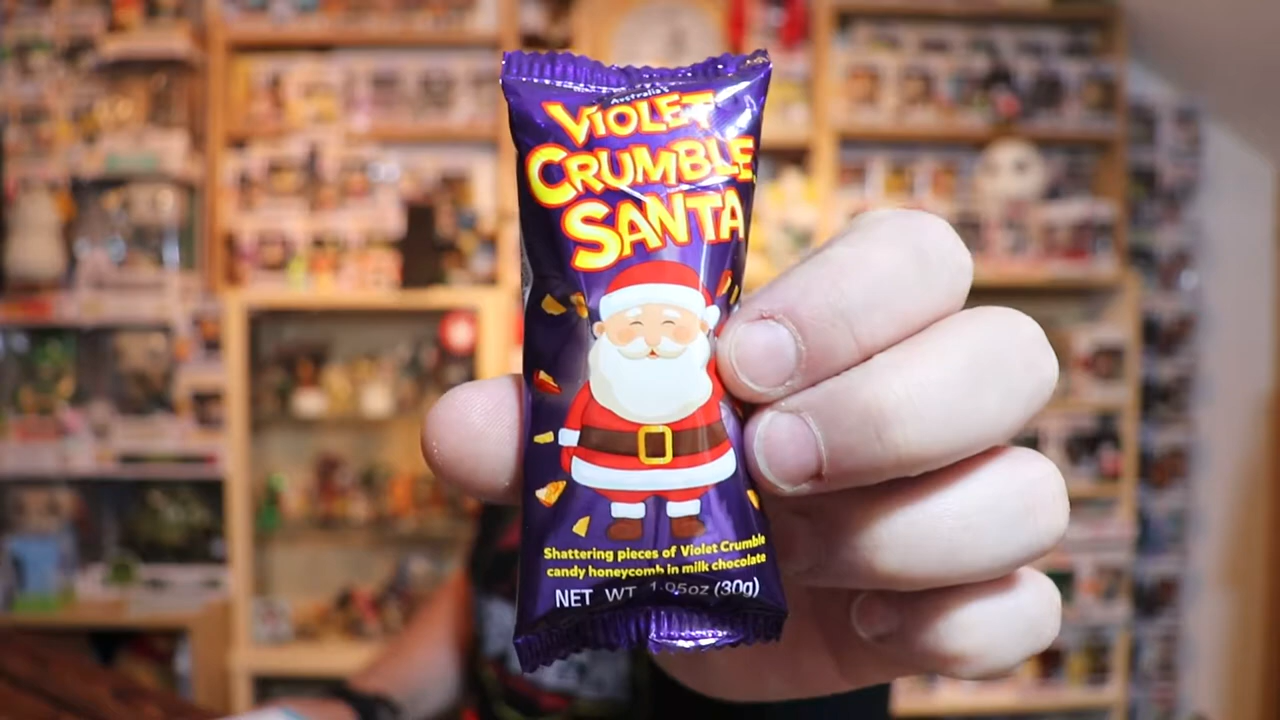 Australia's
VIOLET
CRUMBLE
SANTA
Shattering pieces of Violet Crumble
candy honeycomb in milk chocolate
NET WT 1.05oz (30g)